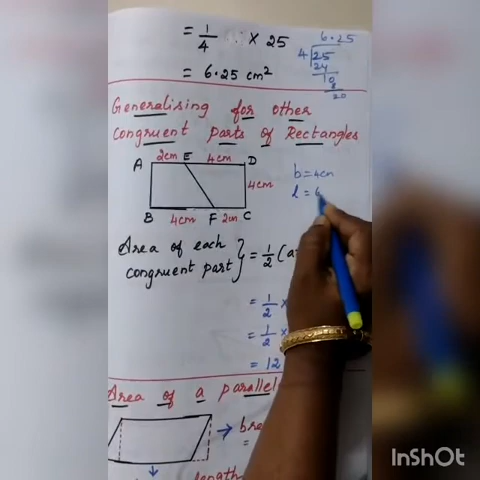 = 1/4 × 25
6.25
4 25
24
10
8
20
= 6.25 cm²
Generalising for other
Congruent Parts of Rectangles
A 2cm E 4cm D
4cm
B 4cm F 2cm C
b = 4cm
l = 6
Area of each
congruent part } = 1/2 (a+
= 1/2 ×
= 1/2 ×
= 12
Area of a parallel
→ bre
=
length
InShOt